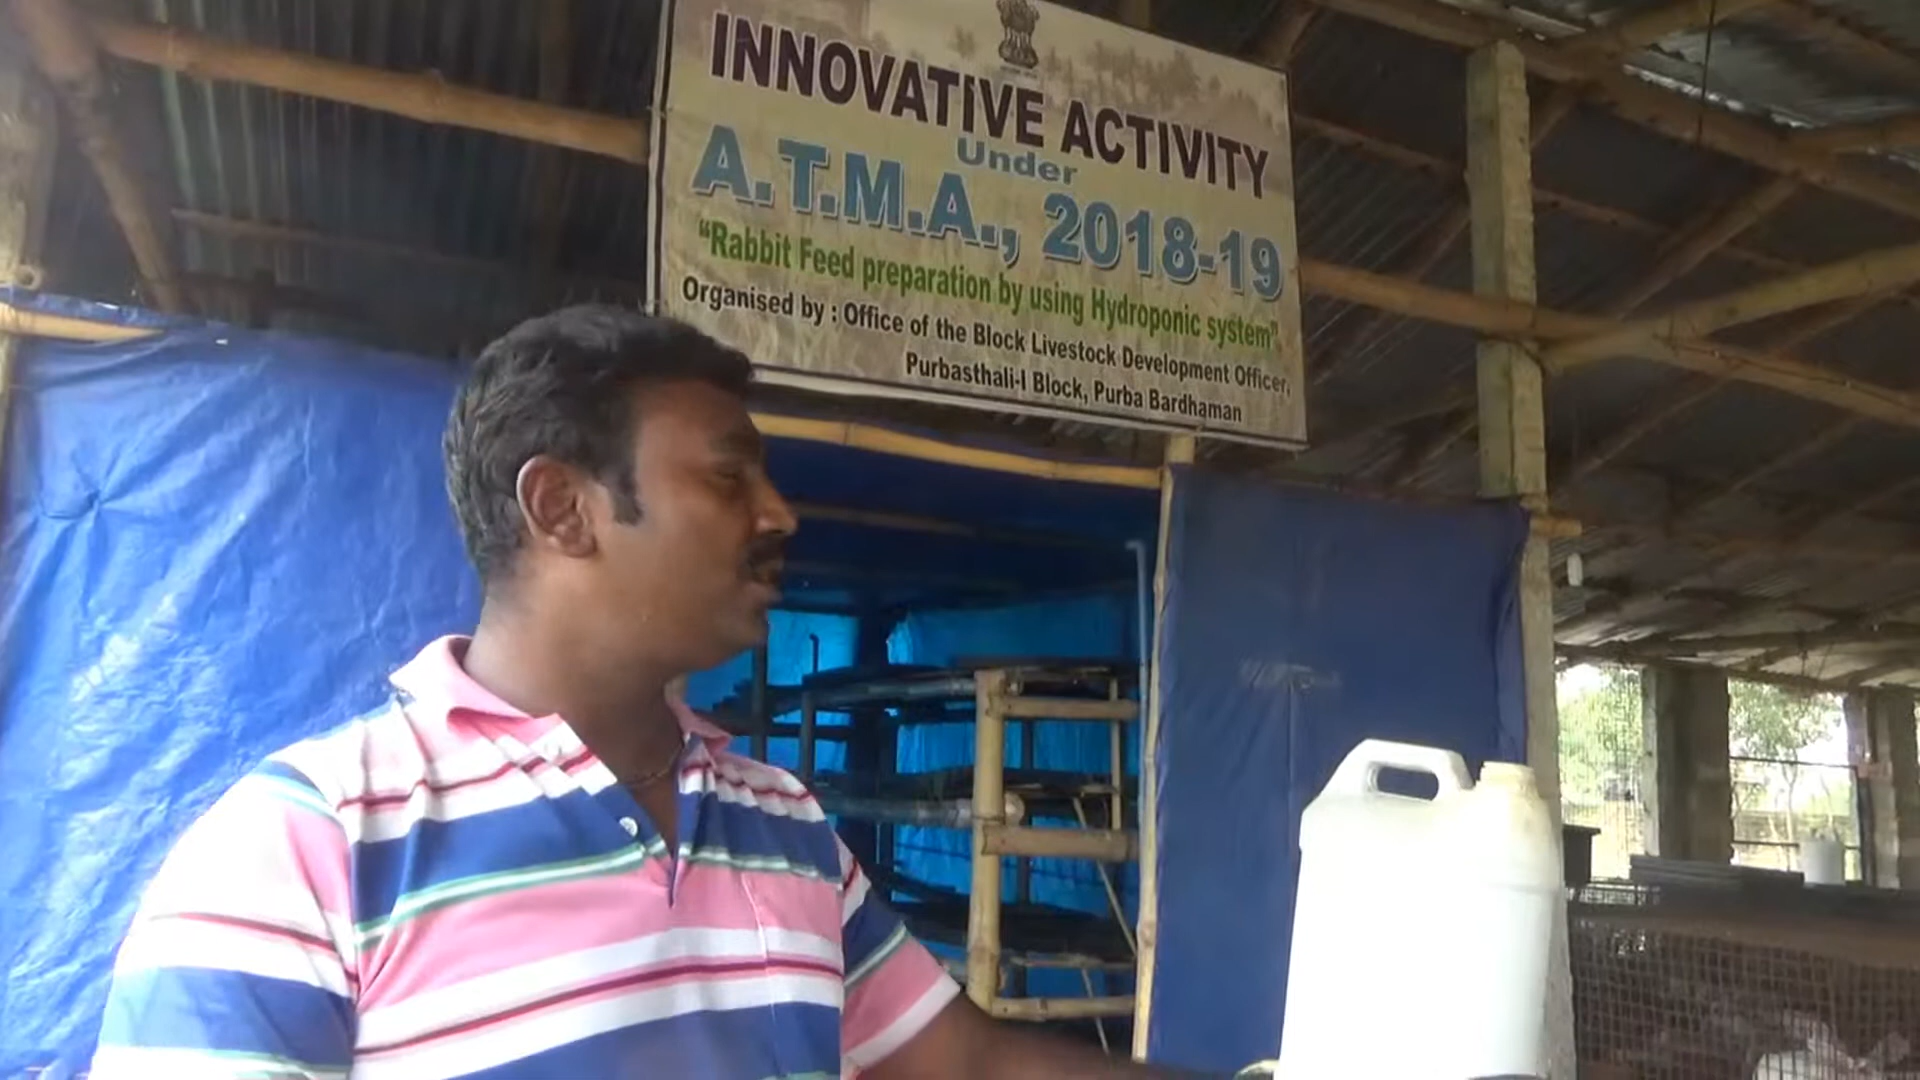 INNOVATIVE ACTIVITY
Under
A.T.M.A., 2018-19
“Rabbit Feed preparation by using Hydroponic system”
Organised by : Office of the Block Livestock Development Officer,
Purbasthali-I Block, Purba Bardhaman